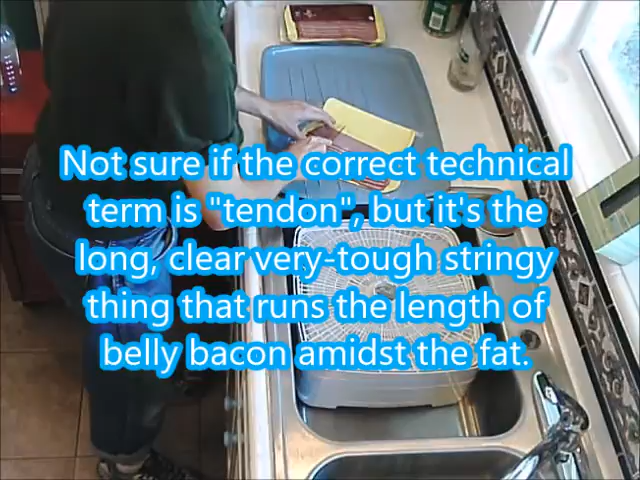 Not sure if the correct technical
term is "tendon", but it's the
long, clear very-tough stringy
thing that runs the length of
belly bacon amidst the fat.